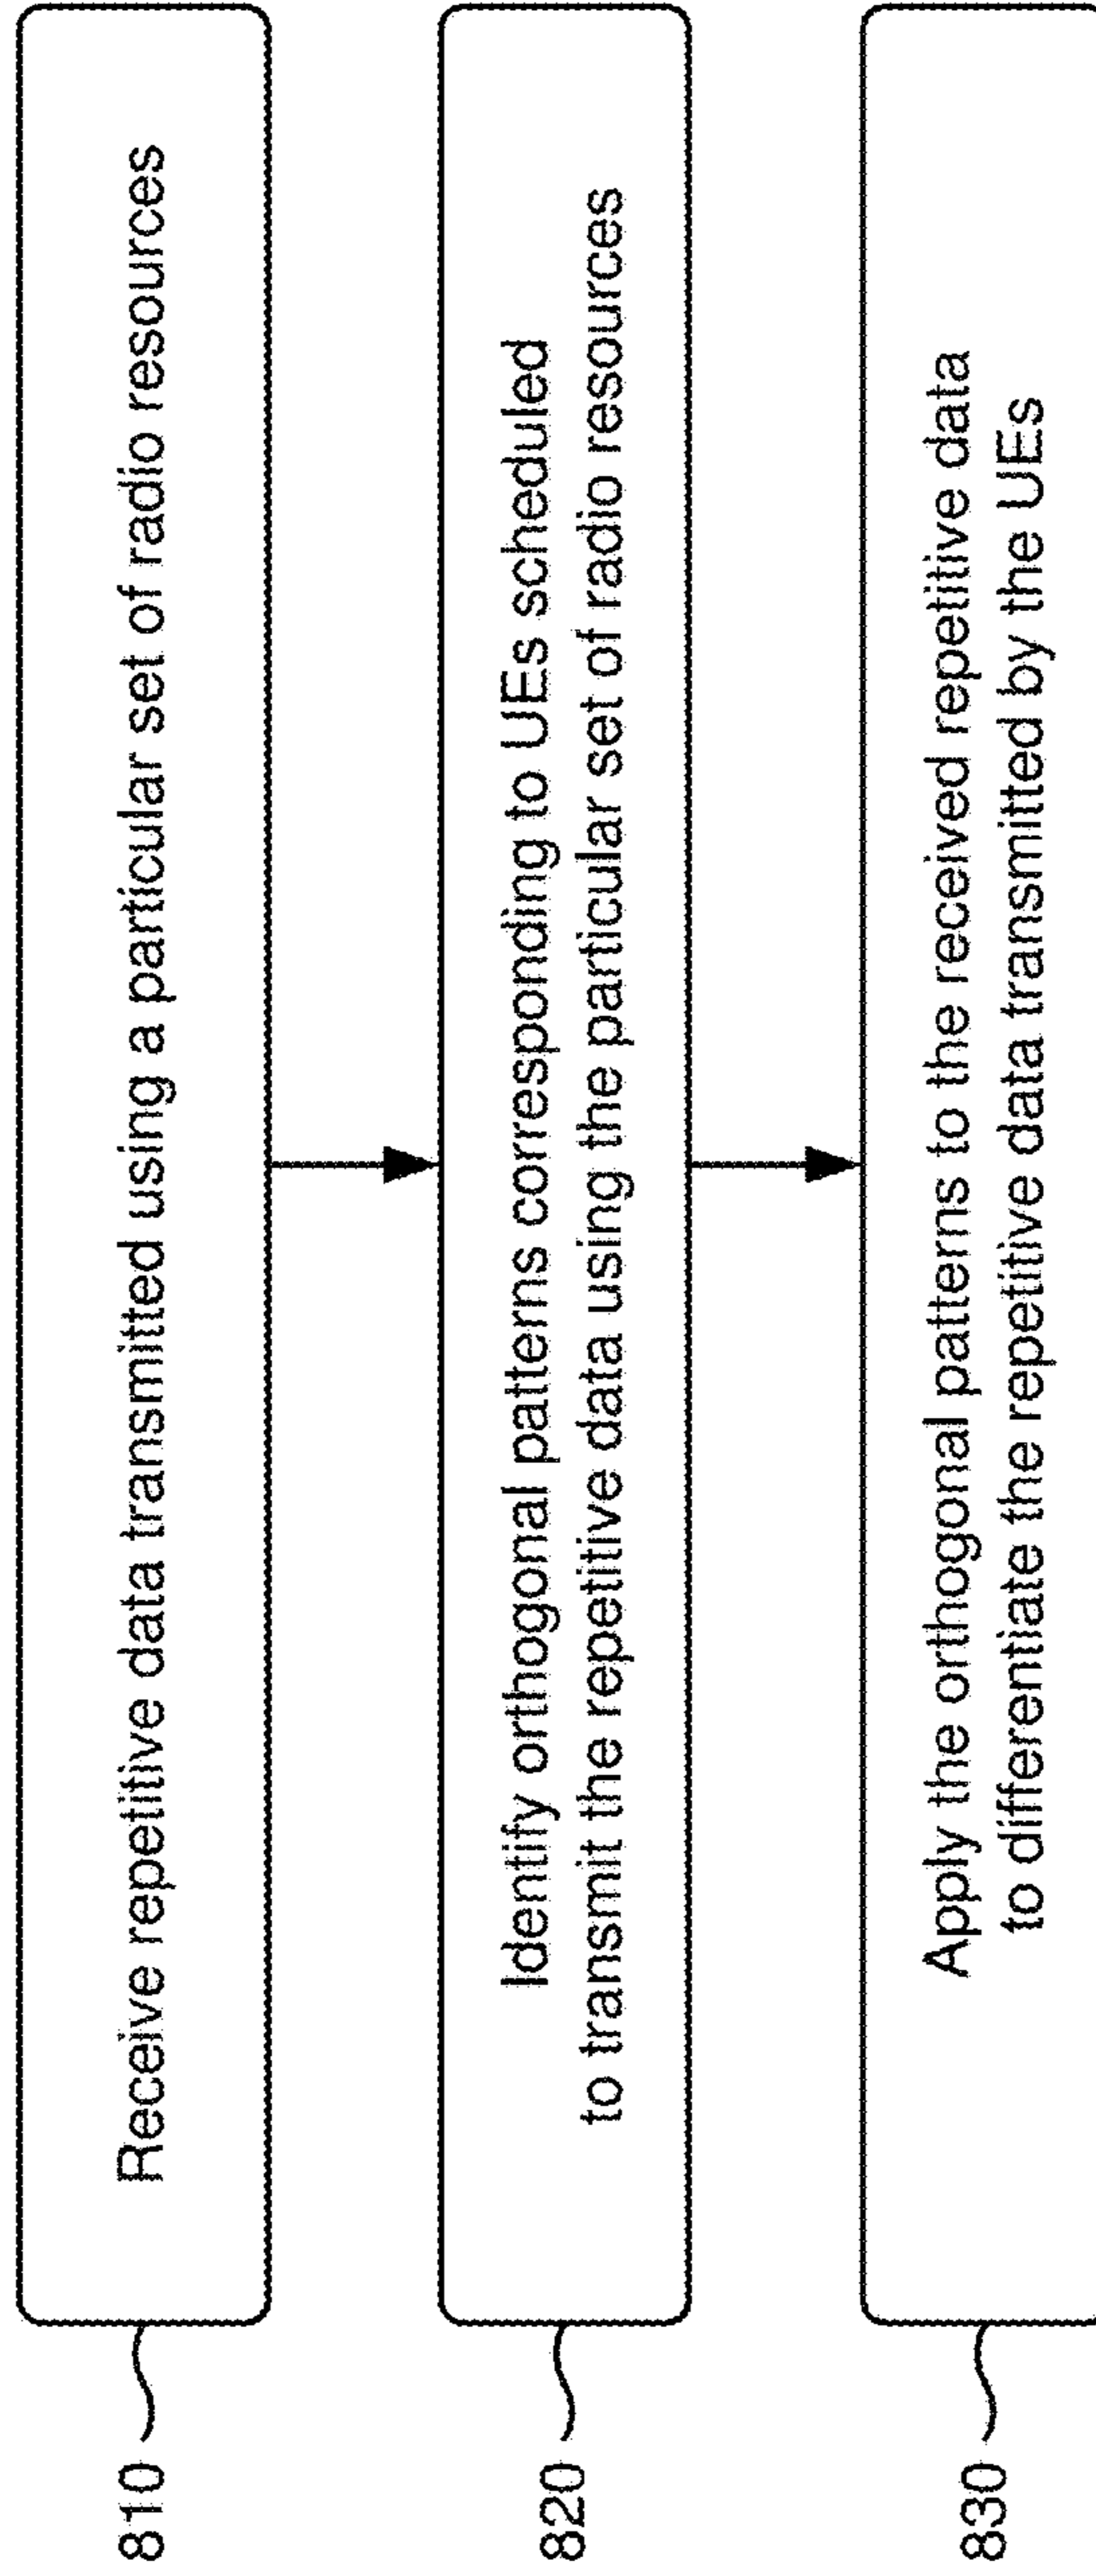 810
Receive repetitive data transmitted using a particular set of radio resources
820
Identify orthogonal patterns corresponding to UEs scheduled
to transmit the repetitive data using the particular set of radio resources
830
Apply the orthogonal patterns to the received repetitive data
to differentiate the repetitive data transmitted by the UEs